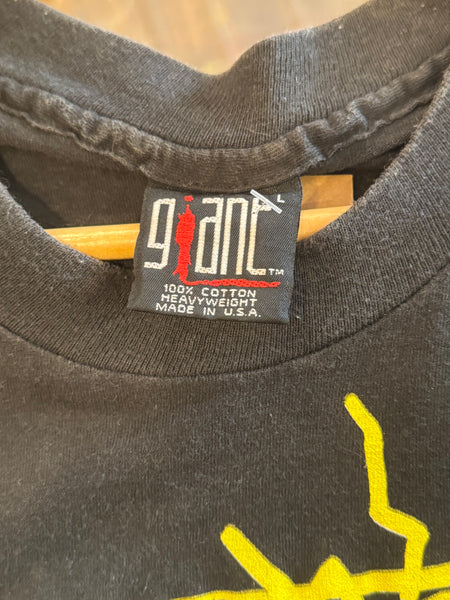 giant L
TM
100% COTTON
HEAVYWEIGHT
MADE IN U.S.A.